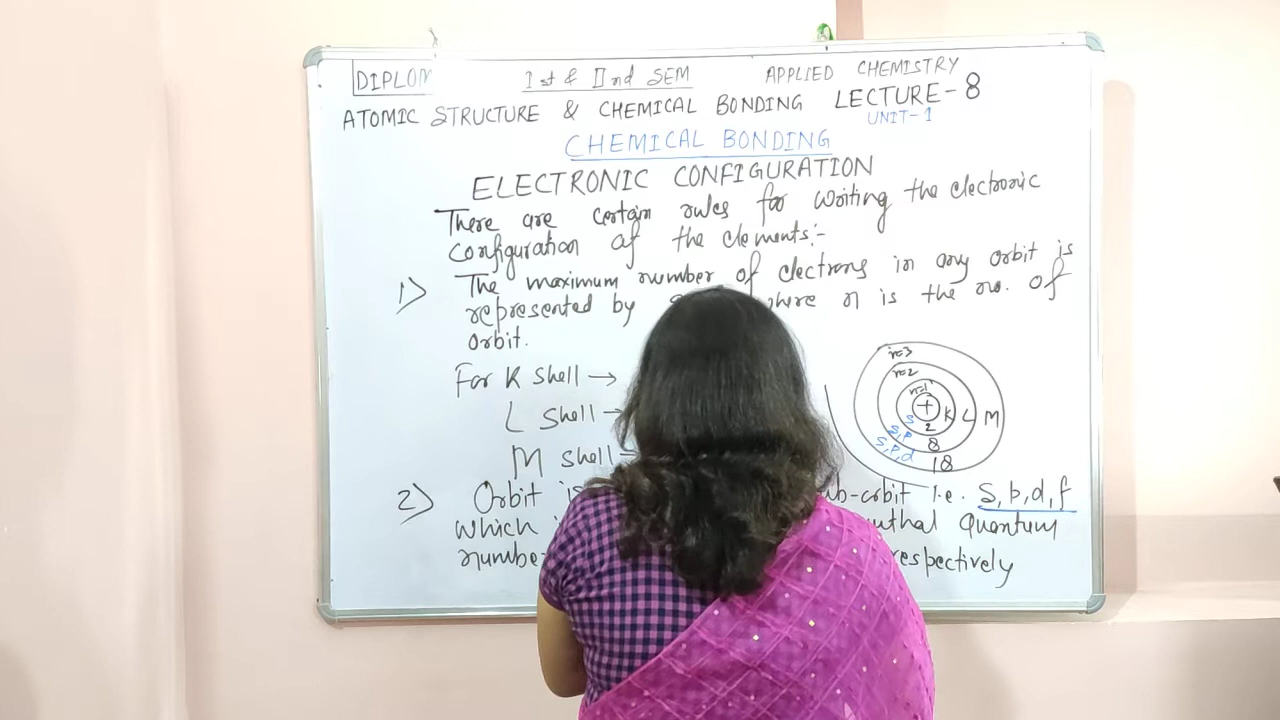 DIPLOM 1st & IInd SEM APPLIED CHEMISTRY
ATOMIC STRUCTURE & CHEMICAL BONDING LECTURE-8
UNIT-1
CHEMICAL BONDING
ELECTRONIC CONFIGURATION
There are certain rules for writing the electronic
configuration of the elements:-
1) The maximum number of electrons in any orbit is
represented by where n is the no. of
orbit.
For K shell →
L shell →
M shell
n=3
n=2
n=1
+ K L M
s 2
s,p 8
s,p,d 18
2) Orbit is sub-orbit i.e. s,p,d,f
which Quantum
respectively